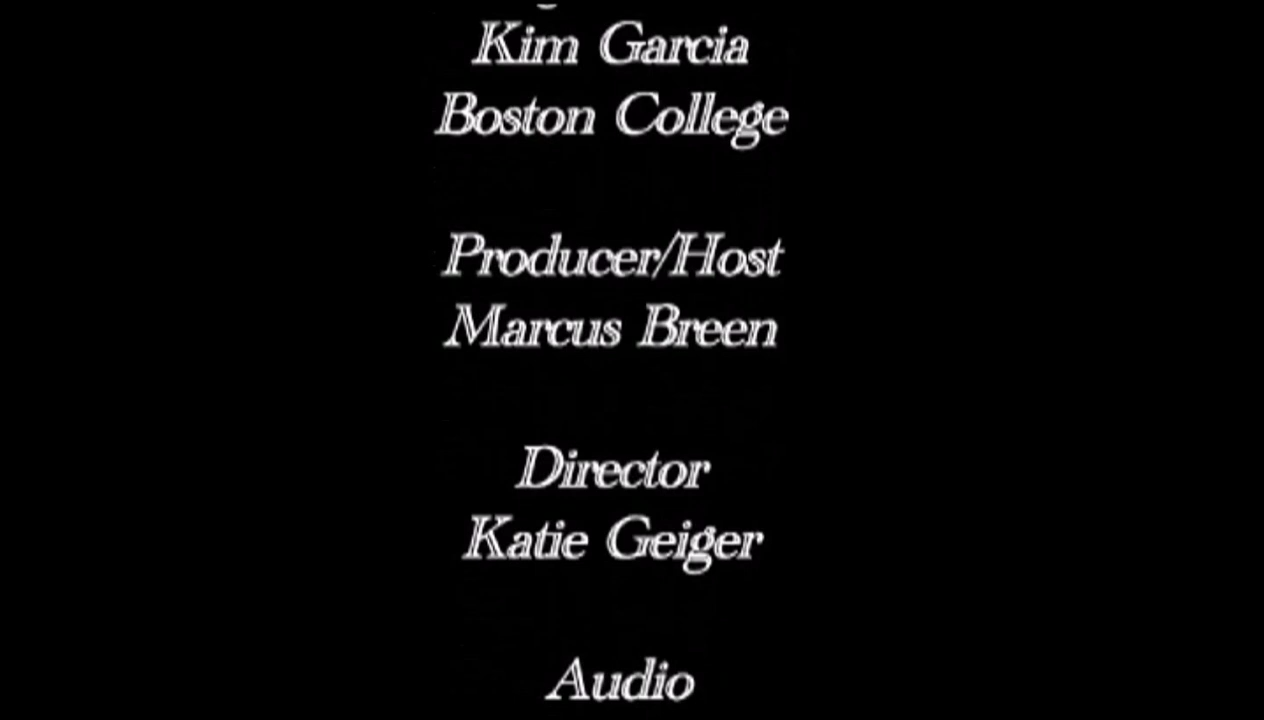 Kim Garcia
Boston College
Producer/Host
Marcus Breen
Director
Katie Geiger
Audio